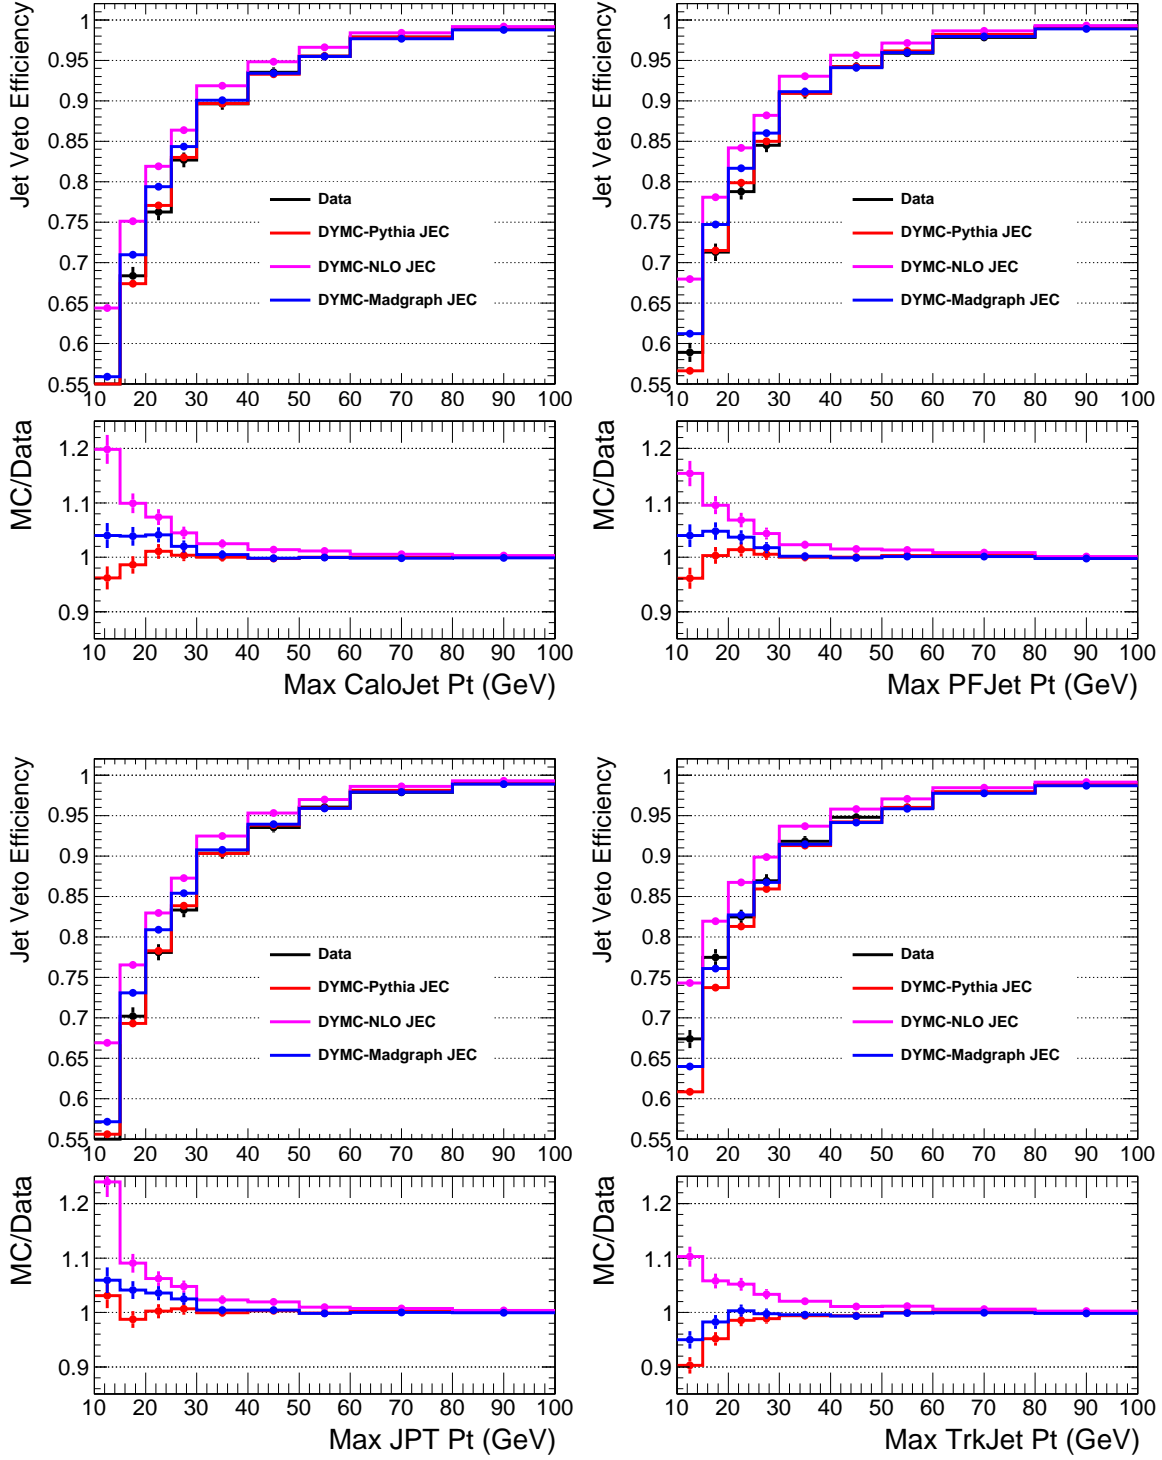 Jet Veto Efficiency
1
0.95
0.9
0.85
0.8
0.75
0.7
0.65
0.6
0.55
Data
DYMC-Pythia JEC
DYMC-NLO JEC
DYMC-Madgraph JEC
10 20 30 40 50 60 70 80 90 100
MC/Data
1.2
1.1
1
0.9
10 20 30 40 50 60 70 80 90 100
Max CaloJet Pt (GeV)
Jet Veto Efficiency
1
0.95
0.9
0.85
0.8
0.75
0.7
0.65
0.6
0.55
Data
DYMC-Pythia JEC
DYMC-NLO JEC
DYMC-Madgraph JEC
10 20 30 40 50 60 70 80 90 100
MC/Data
1.2
1.1
1
0.9
10 20 30 40 50 60 70 80 90 100
Max PFJet Pt (GeV)
Jet Veto Efficiency
1
0.95
0.9
0.85
0.8
0.75
0.7
0.65
0.6
0.55
Data
DYMC-Pythia JEC
DYMC-NLO JEC
DYMC-Madgraph JEC
10 20 30 40 50 60 70 80 90 100
MC/Data
1.2
1.1
1
0.9
10 20 30 40 50 60 70 80 90 100
Max JPT Pt (GeV)
Jet Veto Efficiency
1
0.95
0.9
0.85
0.8
0.75
0.7
0.65
0.6
0.55
Data
DYMC-Pythia JEC
DYMC-NLO JEC
DYMC-Madgraph JEC
10 20 30 40 50 60 70 80 90 100
MC/Data
1.2
1.1
1
0.9
10 20 30 40 50 60 70 80 90 100
Max TrkJet Pt (GeV)